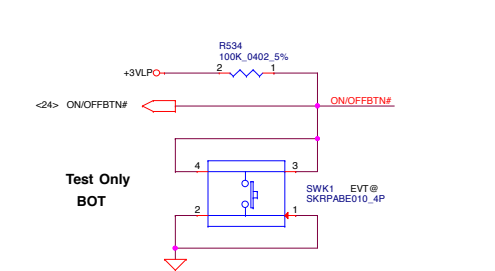 R534
100K_0402_5%
+3VLP
2
1
<24> ON/OFFBTN#
ON/OFFBTN#
4
3
Test Only
BOT
SWK1 EVT@
SKRPABE010_4P
2
1